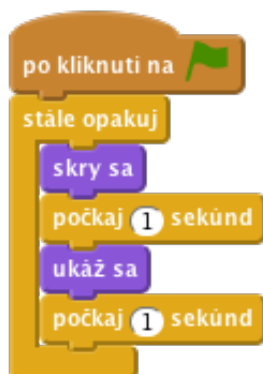 po kliknutí na
stále opakuj
skry sa
počkaj 1 sekúnd
ukáž sa
počkaj 1 sekúnd